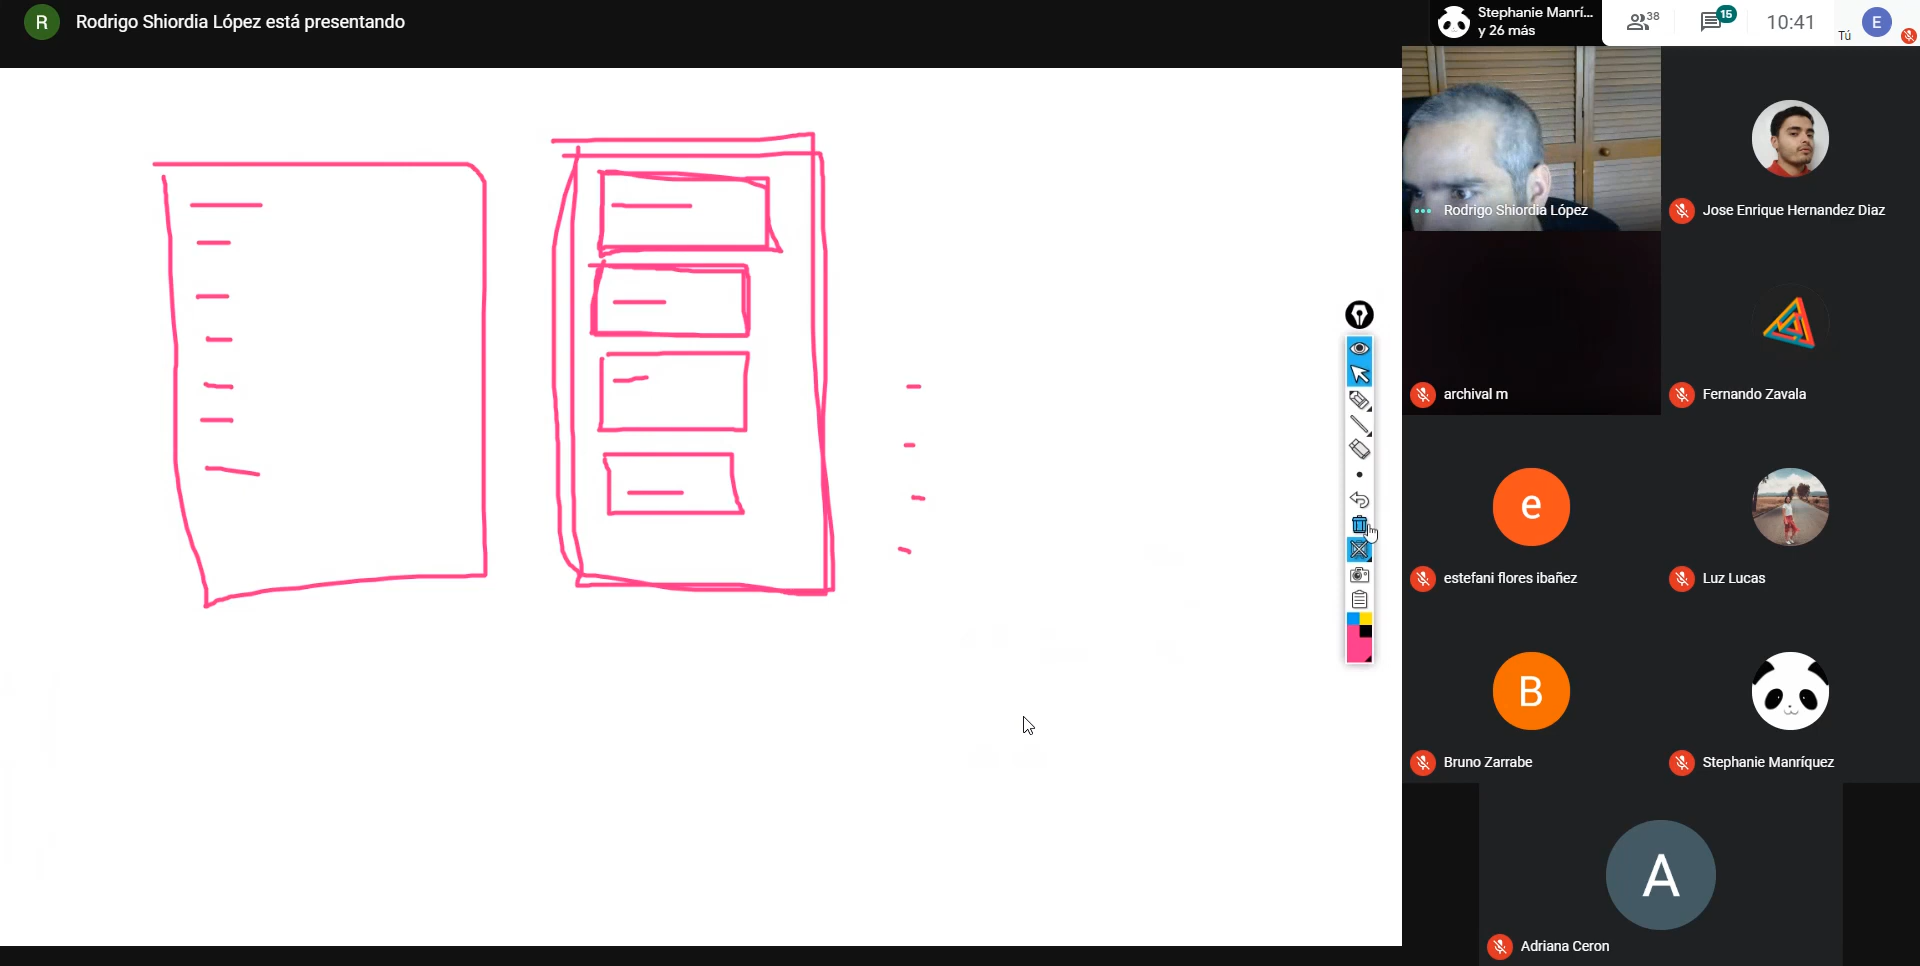 R
Rodrigo Shiordia López está presentando
Stephanie Manrí...
y 26 más
38
15
10:41
Tú
E
Rodrigo Shiordia López
Jose Enrique Hernandez Diaz
archival m
Fernando Zavala
e
estefani flores ibañez
Luz Lucas
B
Bruno Zarrabe
Stephanie Manríquez
A
Adriana Ceron